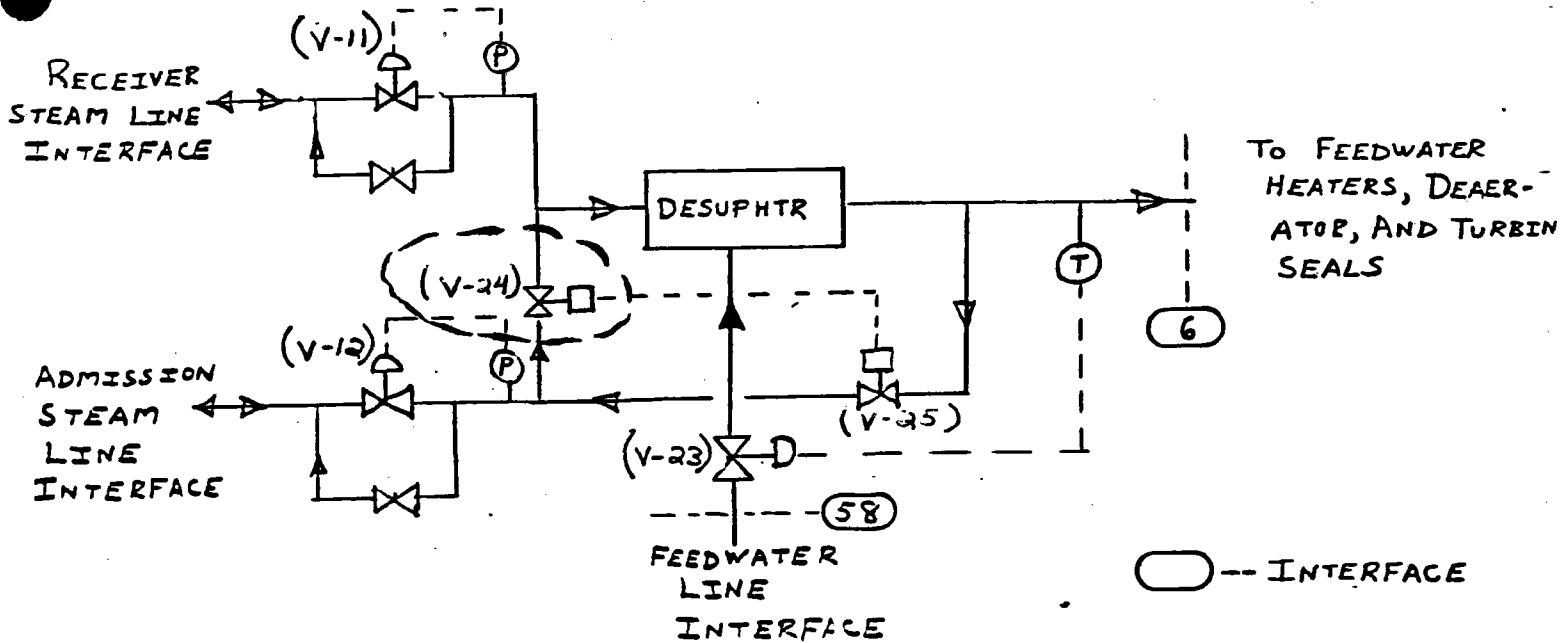 (V-11)
P
RECEIVER
STEAM LINE
INTERFACE
TO FEEDWATER
HEATERS, DEAER-
ATOP, AND TURBIN
SEALS
DESUPHTR
(V-24)
T
6
(V-12)
P
ADMISSION
STEAM
LINE
INTERFACE
(V-25)
(V-23)
58
FEEDWATER
LINE
INTERFACE
-- INTERFACE